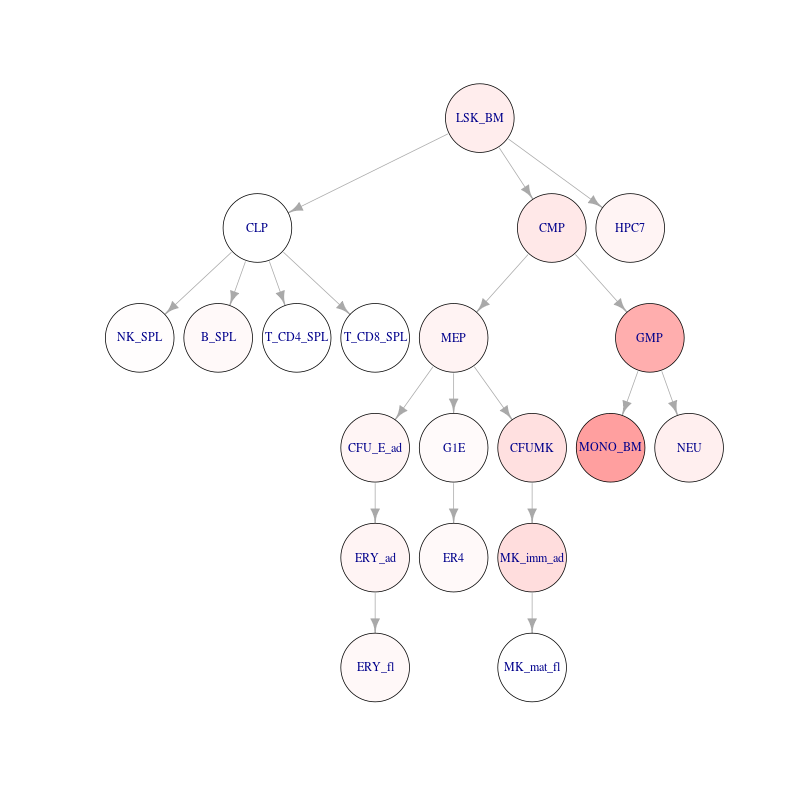 LSK_BM
CLP
CMP
HPC7
NK_SPL
B_SPL
T_CD4_SPL
T_CD8_SPL
MEP
GMP
CFU_E_ad
G1E
CFUMK
MONO_BM
NEU
ERY_ad
ER4
MK_imm_ad
ERY_fl
MK_mat_fl